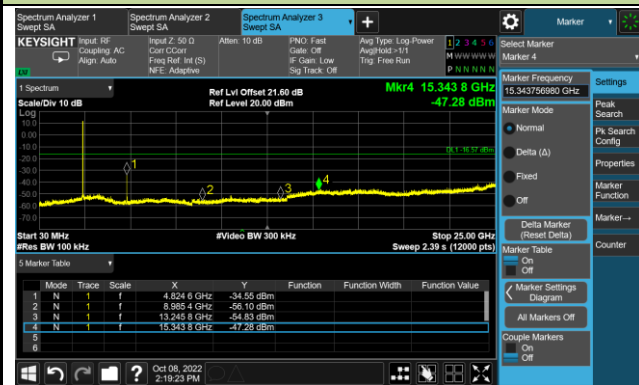 Spectrum Analyzer 1
Swept SA
Spectrum Analyzer 2
Swept SA
Spectrum Analyzer 3
Swept SA
Marker
KEYSIGHT
Input: RF
Coupling: AC
Align: Auto
Input Z: 50 Ω
Corr CCorr
Freq Ref: Int (S)
NFE: Adaptive
Atten: 10 dB
PNO: Fast
Gate: Off
IF Gain: Low
Sig Track: Off
Avg Type: Log-Power
Avg|Hold:>1/1
Trig: Free Run
1 2 3 4 5 6
M W W W W W
P N N N N N
LXI
Select Marker
Marker 4
Marker Frequency
15.343756980 GHz
Marker Mode
Normal
Delta (Δ)
Fixed
Off
Delta Marker
(Reset Delta)
Marker Table
On
Off
Marker Settings
Diagram
All Markers Off
Couple Markers
On
Off
Settings
Peak
Search
Pk Search
Config
Properties
Marker
Function
Marker→
Counter
1 Spectrum
Scale/Div 10 dB
Log
Ref Lvl Offset 21.60 dB
Ref Level 20.00 dBm
Mkr4 15.343 8 GHz
-47.28 dBm
10.0
0.00
-10.0
-20.0
-30.0
-40.0
-50.0
-60.0
-70.0
DL1 -16.57 dBm
1
2
3
4
Start 30 MHz
#Res BW 100 kHz
#Video BW 300 kHz
Stop 25.00 GHz
Sweep 2.39 s (12000 pts)
5 Marker Table
Mode Trace Scale X Y Function Function Width Function Value
1 N 1 f 4.824 6 GHz -34.55 dBm
2 N 1 f 8.985 4 GHz -56.10 dBm
3 N 1 f 13.245 8 GHz -54.83 dBm
4 N 1 f 15.343 8 GHz -47.28 dBm
5
6
Oct 08, 2022
2:19:23 PM